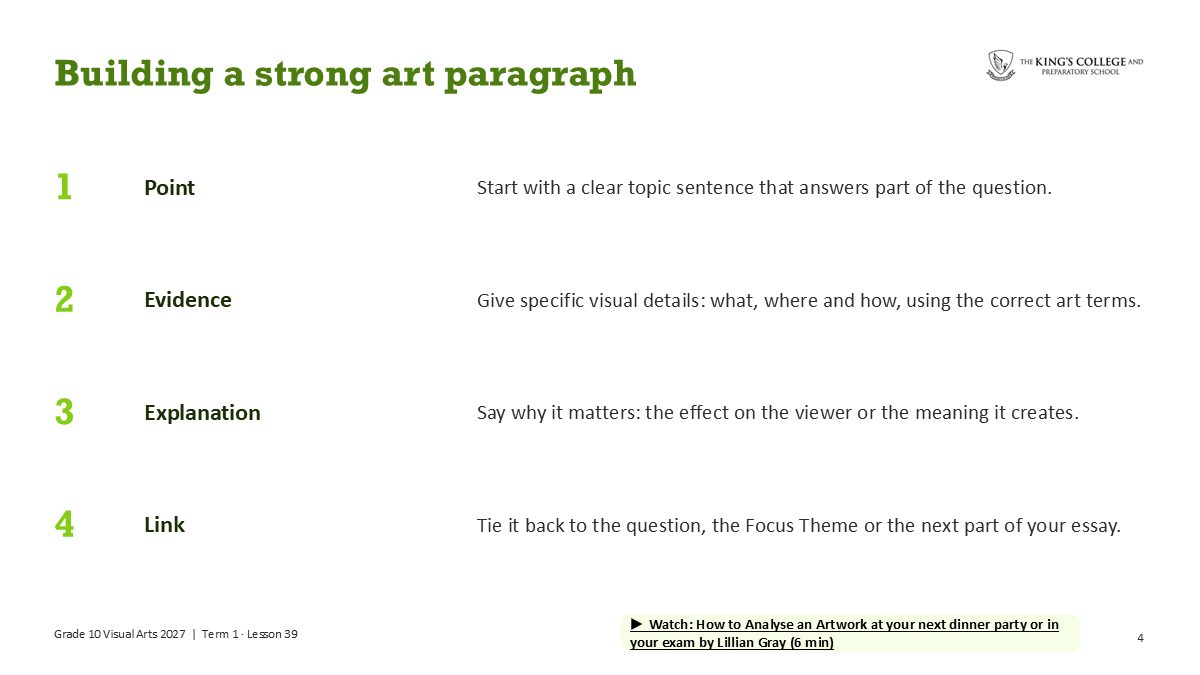 Building a strong art paragraph
THE KING'S COLLEGE AND
PREPARATORY SCHOOL
1 Point Start with a clear topic sentence that answers part of the question.
2 Evidence Give specific visual details: what, where and how, using the correct art terms.
3 Explanation Say why it matters: the effect on the viewer or the meaning it creates.
4 Link Tie it back to the question, the Focus Theme or the next part of your essay.
Grade 10 Visual Arts 2027 | Term 1 · Lesson 39
▶ Watch: How to Analyse an Artwork at your next dinner party or in
your exam by Lillian Gray (6 min)
4